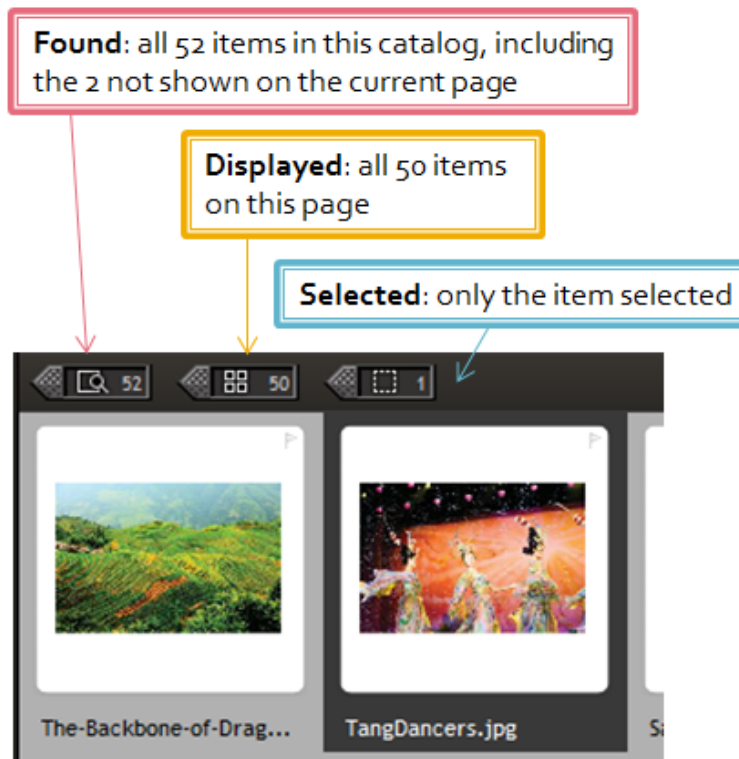 Found: all 52 items in this catalog, including
the 2 not shown on the current page
Displayed: all 50 items
on this page
Selected: only the item selected
52 50 1
The-Backbone-of-Drag... TangDancers.jpg